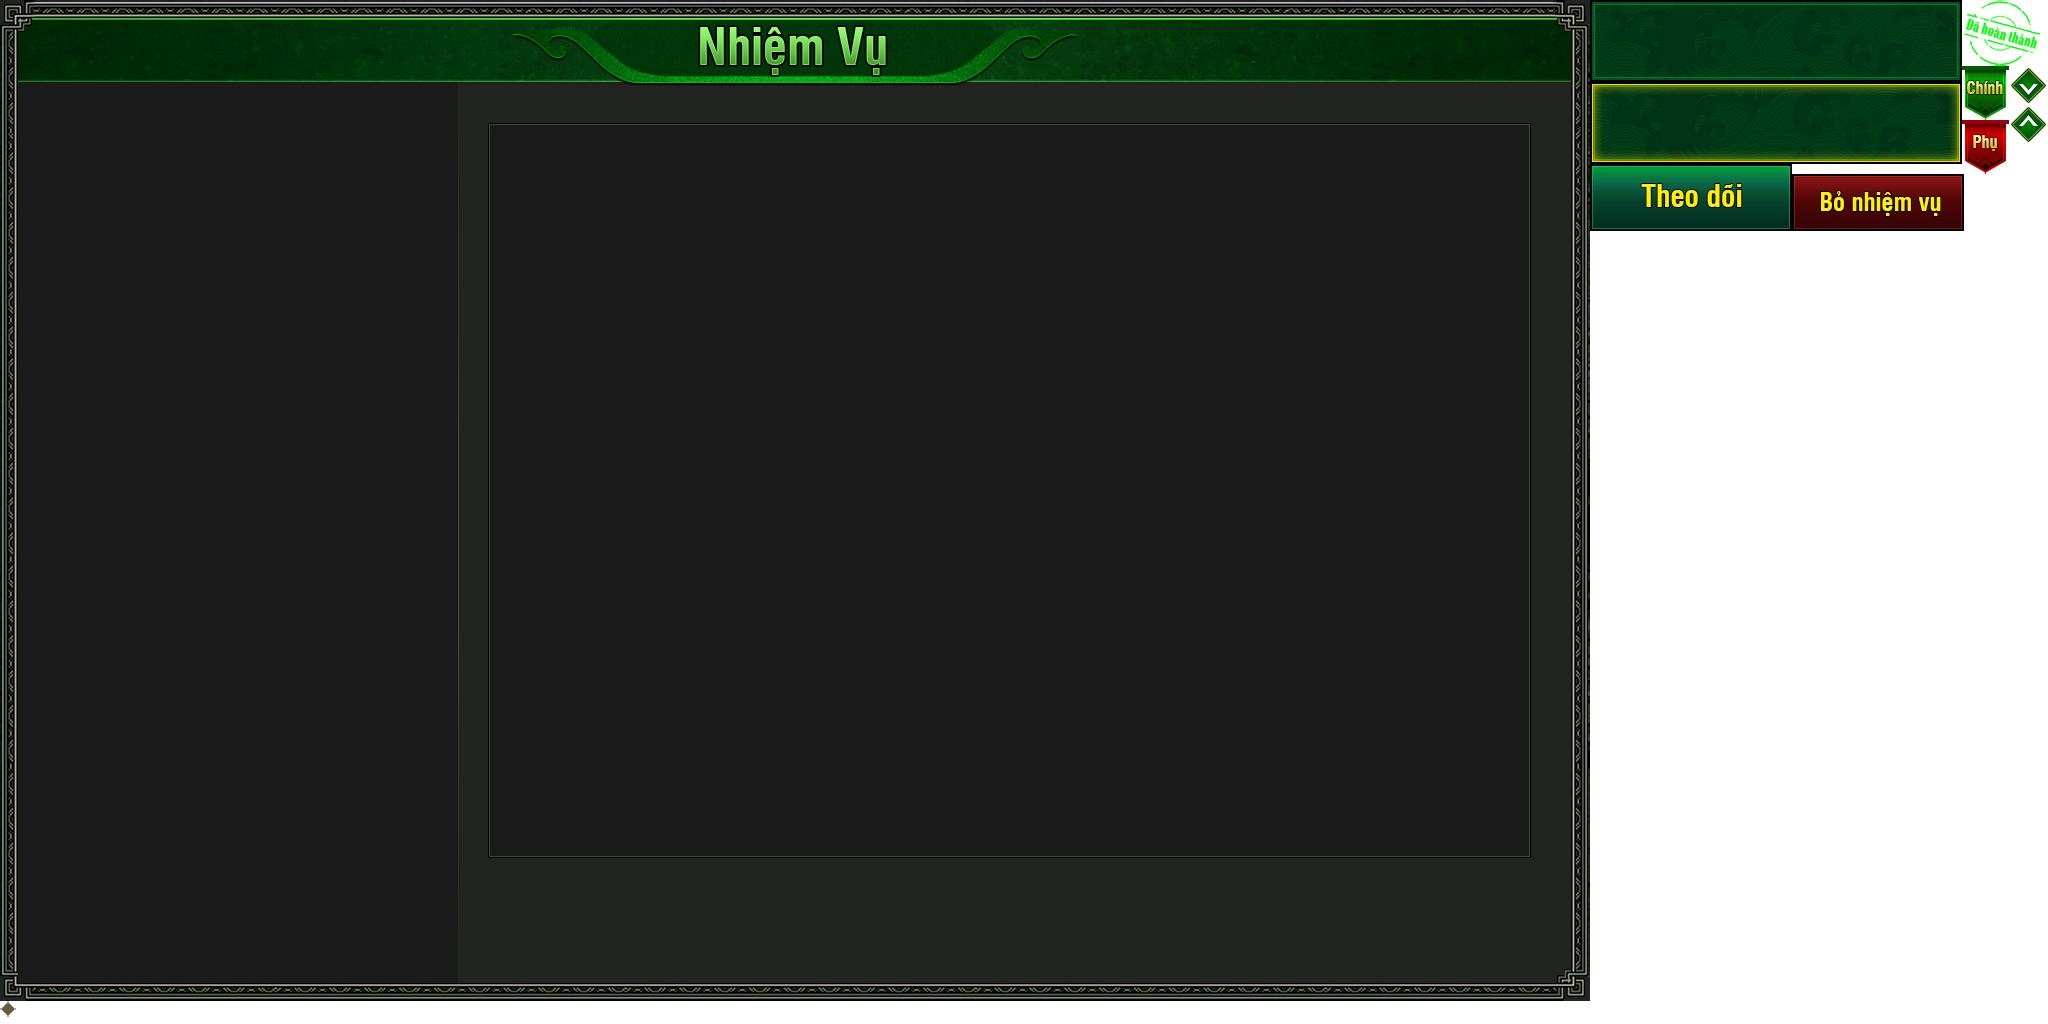 Nhiệm Vụ
Đã hoàn thành
Chính
Phụ
Theo dõi
Bỏ nhiệm vụ